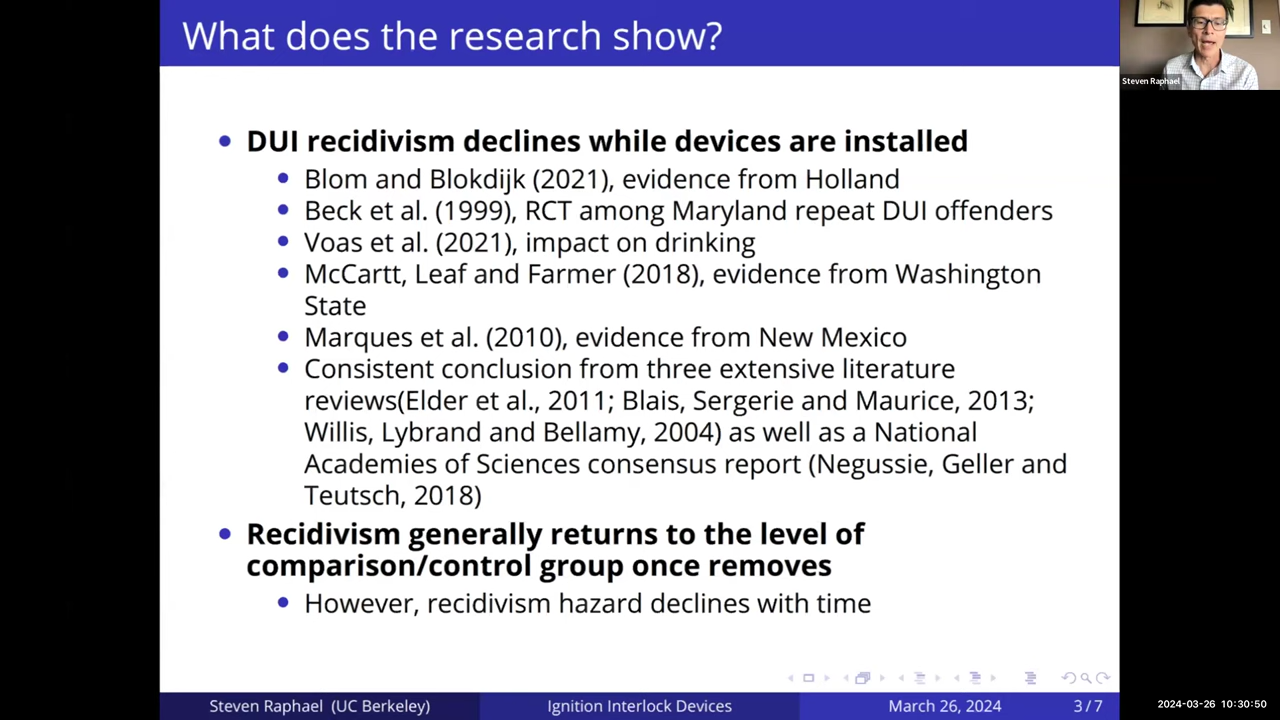 What does the research show?
Steven Raphael
DUI recidivism declines while devices are installed
Blom and Blokdijk (2021), evidence from Holland
Beck et al. (1999), RCT among Maryland repeat DUI offenders
Voas et al. (2021), impact on drinking
McCartt, Leaf and Farmer (2018), evidence from Washington
State
Marques et al. (2010), evidence from New Mexico
Consistent conclusion from three extensive literature
reviews(Elder et al., 2011; Blais, Sergerie and Maurice, 2013;
Willis, Lybrand and Bellamy, 2004) as well as a National
Academies of Sciences consensus report (Negussie, Geller and
Teutsch, 2018)
Recidivism generally returns to the level of
comparison/control group once removes
However, recidivism hazard declines with time
Steven Raphael (UC Berkeley)
Ignition Interlock Devices
March 26, 2024
3 / 7
2024-03-26 10:30:50